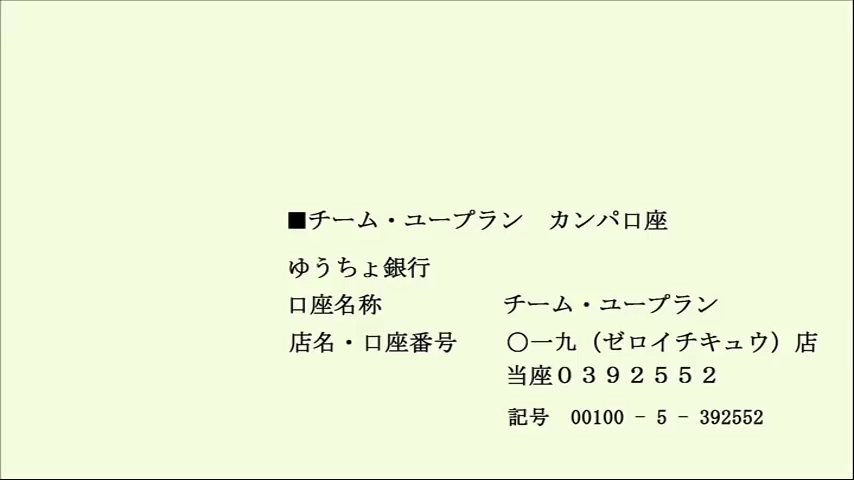 ■チーム・ユープラン　カンパ口座
ゆうちょ銀行
口座名称　チーム・ユープラン
店名・口座番号　〇一九（ゼロイチキュウ）店
当座０３９２５５２
記号　00100 － 5 － 392552